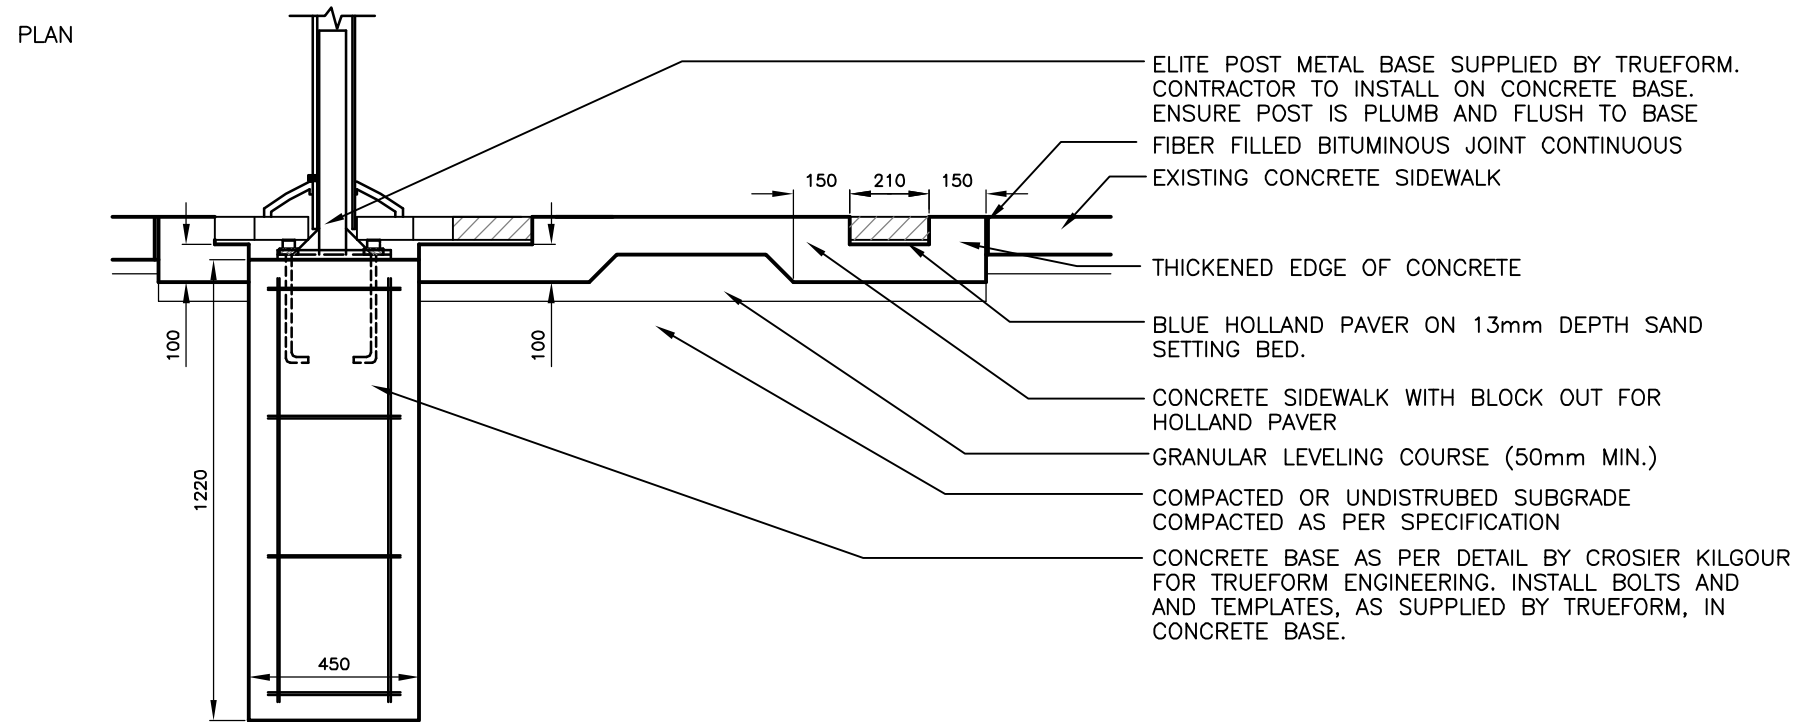 PLAN
ELITE POST METAL BASE SUPPLIED BY TRUEFORM.
CONTRACTOR TO INSTALL ON CONCRETE BASE.
ENSURE POST IS PLUMB AND FLUSH TO BASE
FIBER FILLED BITUMINOUS JOINT CONTINUOUS
EXISTING CONCRETE SIDEWALK
150
210
150
THICKENED EDGE OF CONCRETE
BLUE HOLLAND PAVER ON 13mm DEPTH SAND
SETTING BED.
100
100
CONCRETE SIDEWALK WITH BLOCK OUT FOR
HOLLAND PAVER
GRANULAR LEVELING COURSE (50mm MIN.)
1220
COMPACTED OR UNDISTRUBED SUBGRADE
COMPACTED AS PER SPECIFICATION
CONCRETE BASE AS PER DETAIL BY CROSIER KILGOUR
FOR TRUEFORM ENGINEERING. INSTALL BOLTS AND
AND TEMPLATES, AS SUPPLIED BY TRUEFORM, IN
CONCRETE BASE.
450